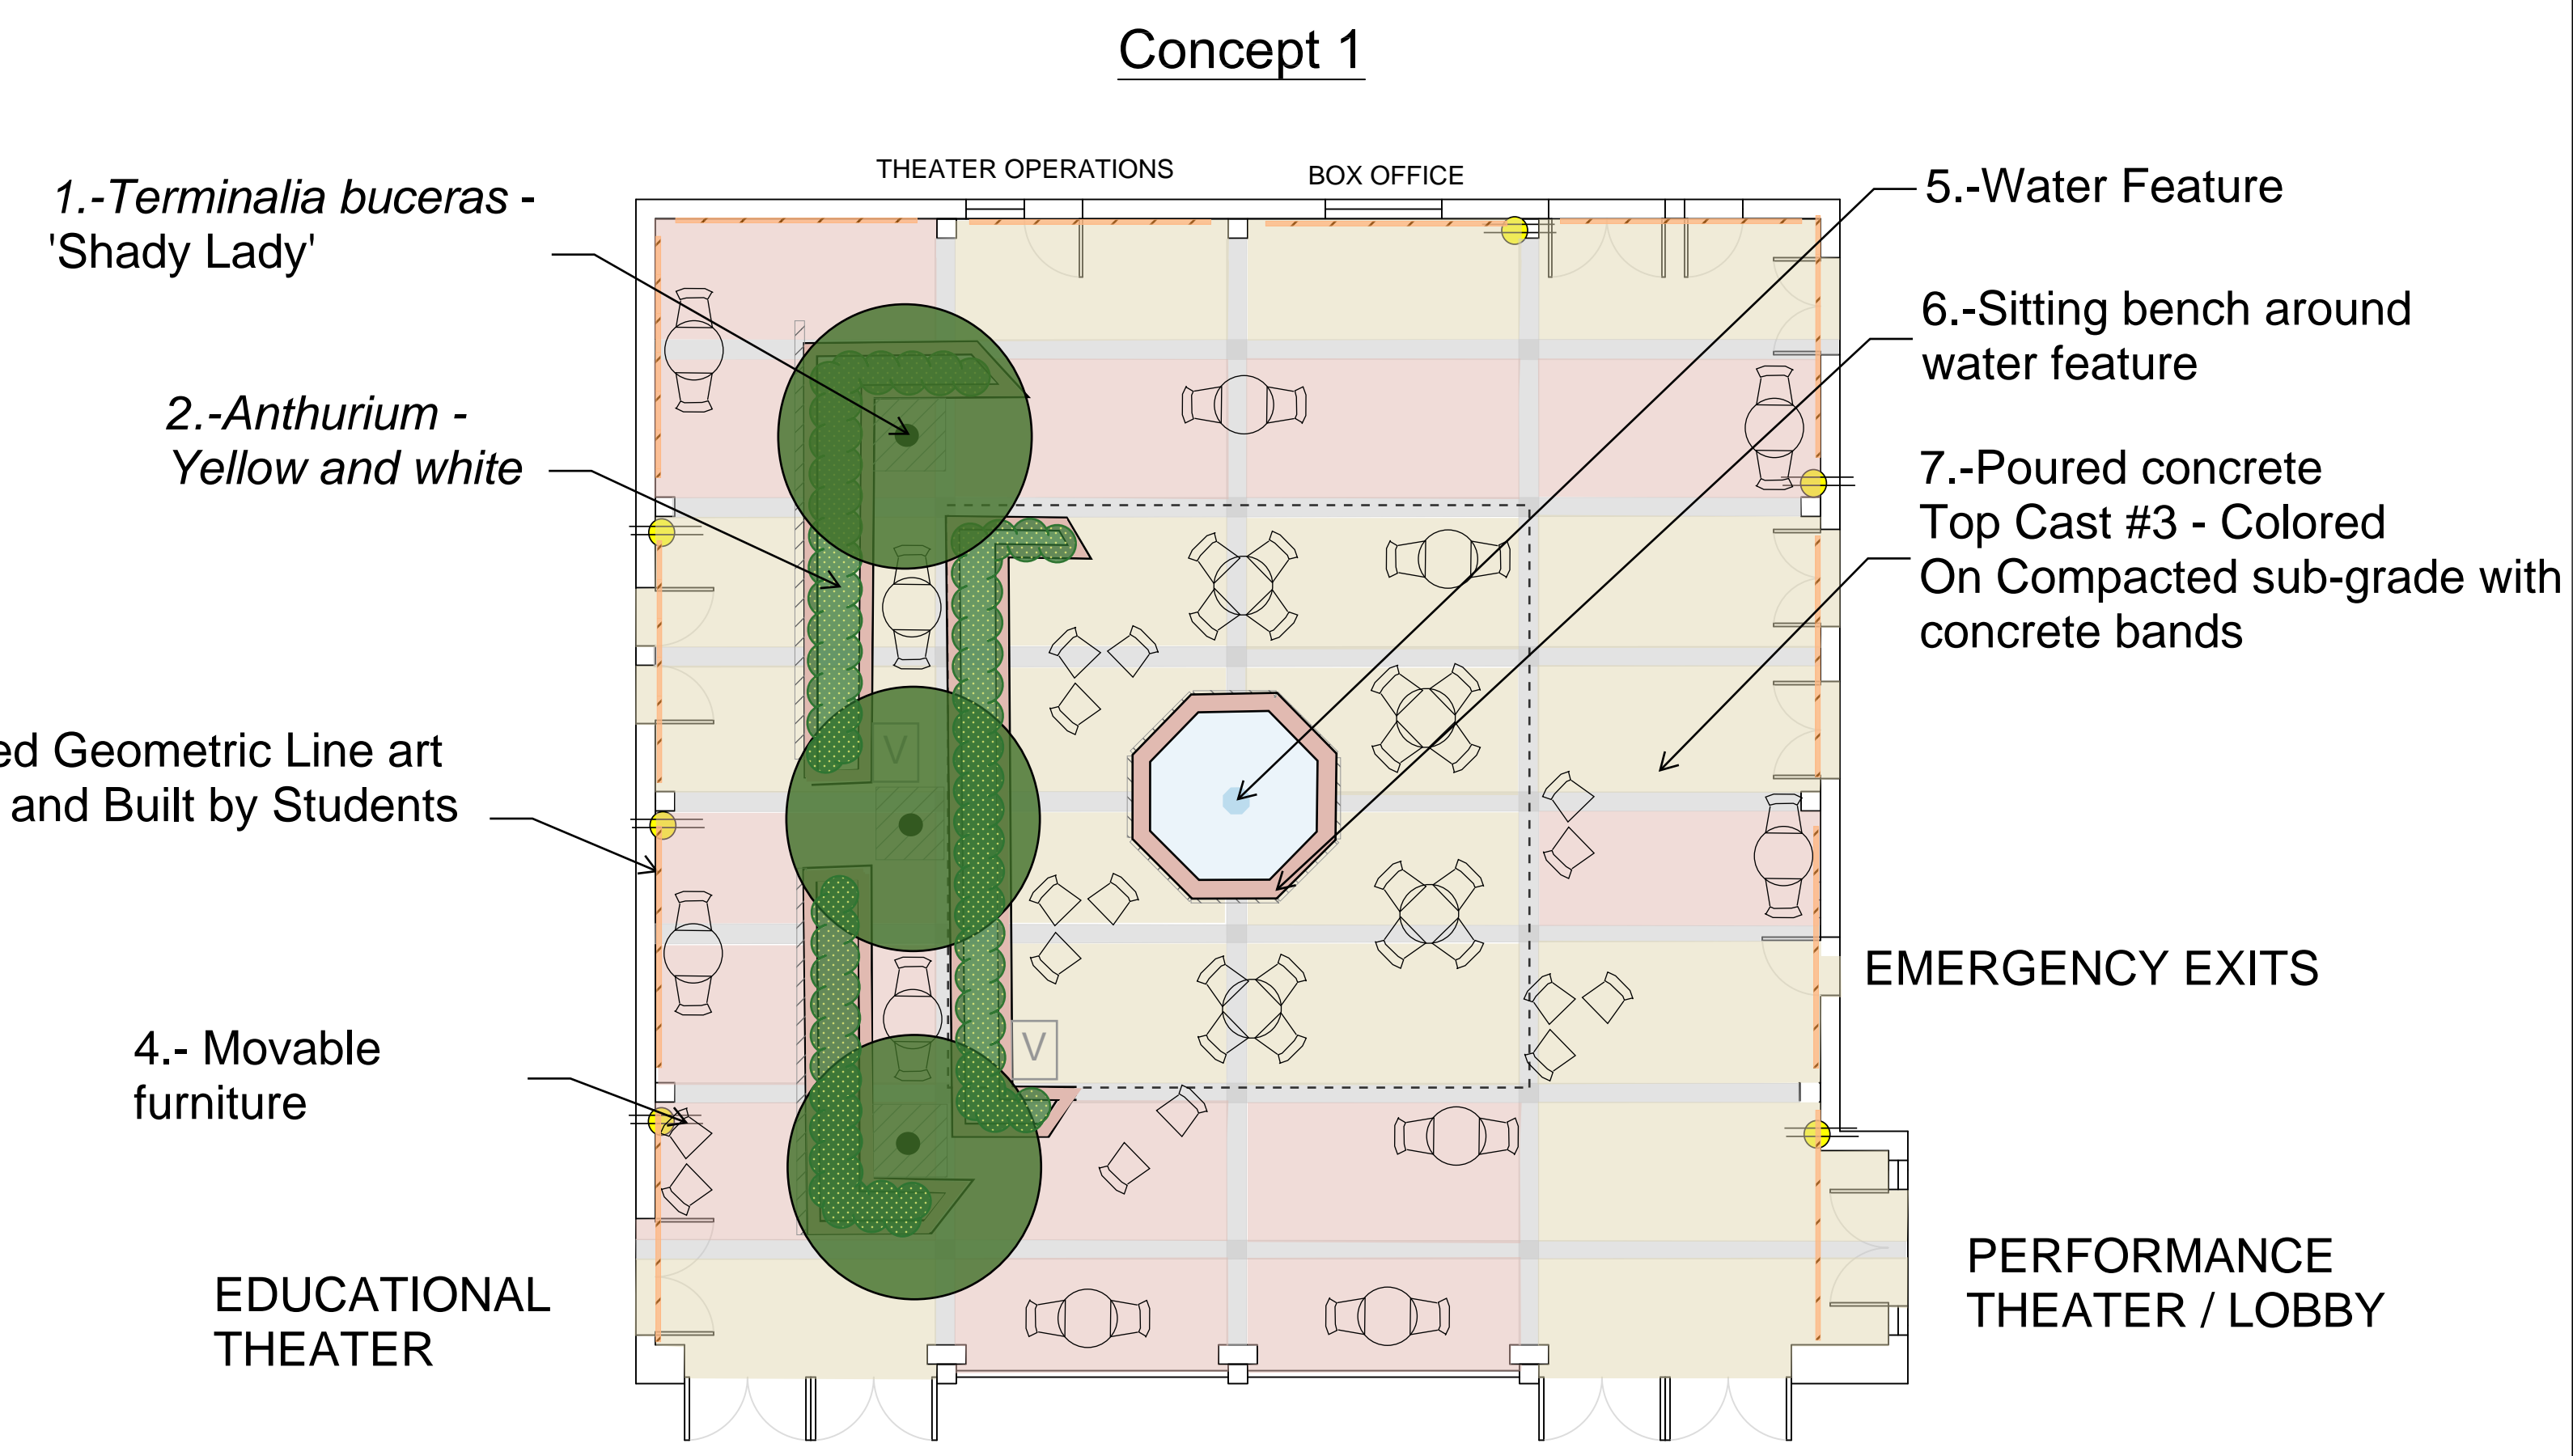 Concept 1
THEATER OPERATIONS
BOX OFFICE
1.-Terminalia buceras -
'Shady Lady'
2.-Anthurium -
Yellow and white
Geometric Line art
and Built by Students
4.- Movable
furniture
EDUCATIONAL
THEATER
V
V
5.-Water Feature
6.-Sitting bench around
water feature
7.-Poured concrete
Top Cast #3 - Colored
On Compacted sub-grade with
concrete bands
EMERGENCY EXITS
PERFORMANCE
THEATER / LOBBY